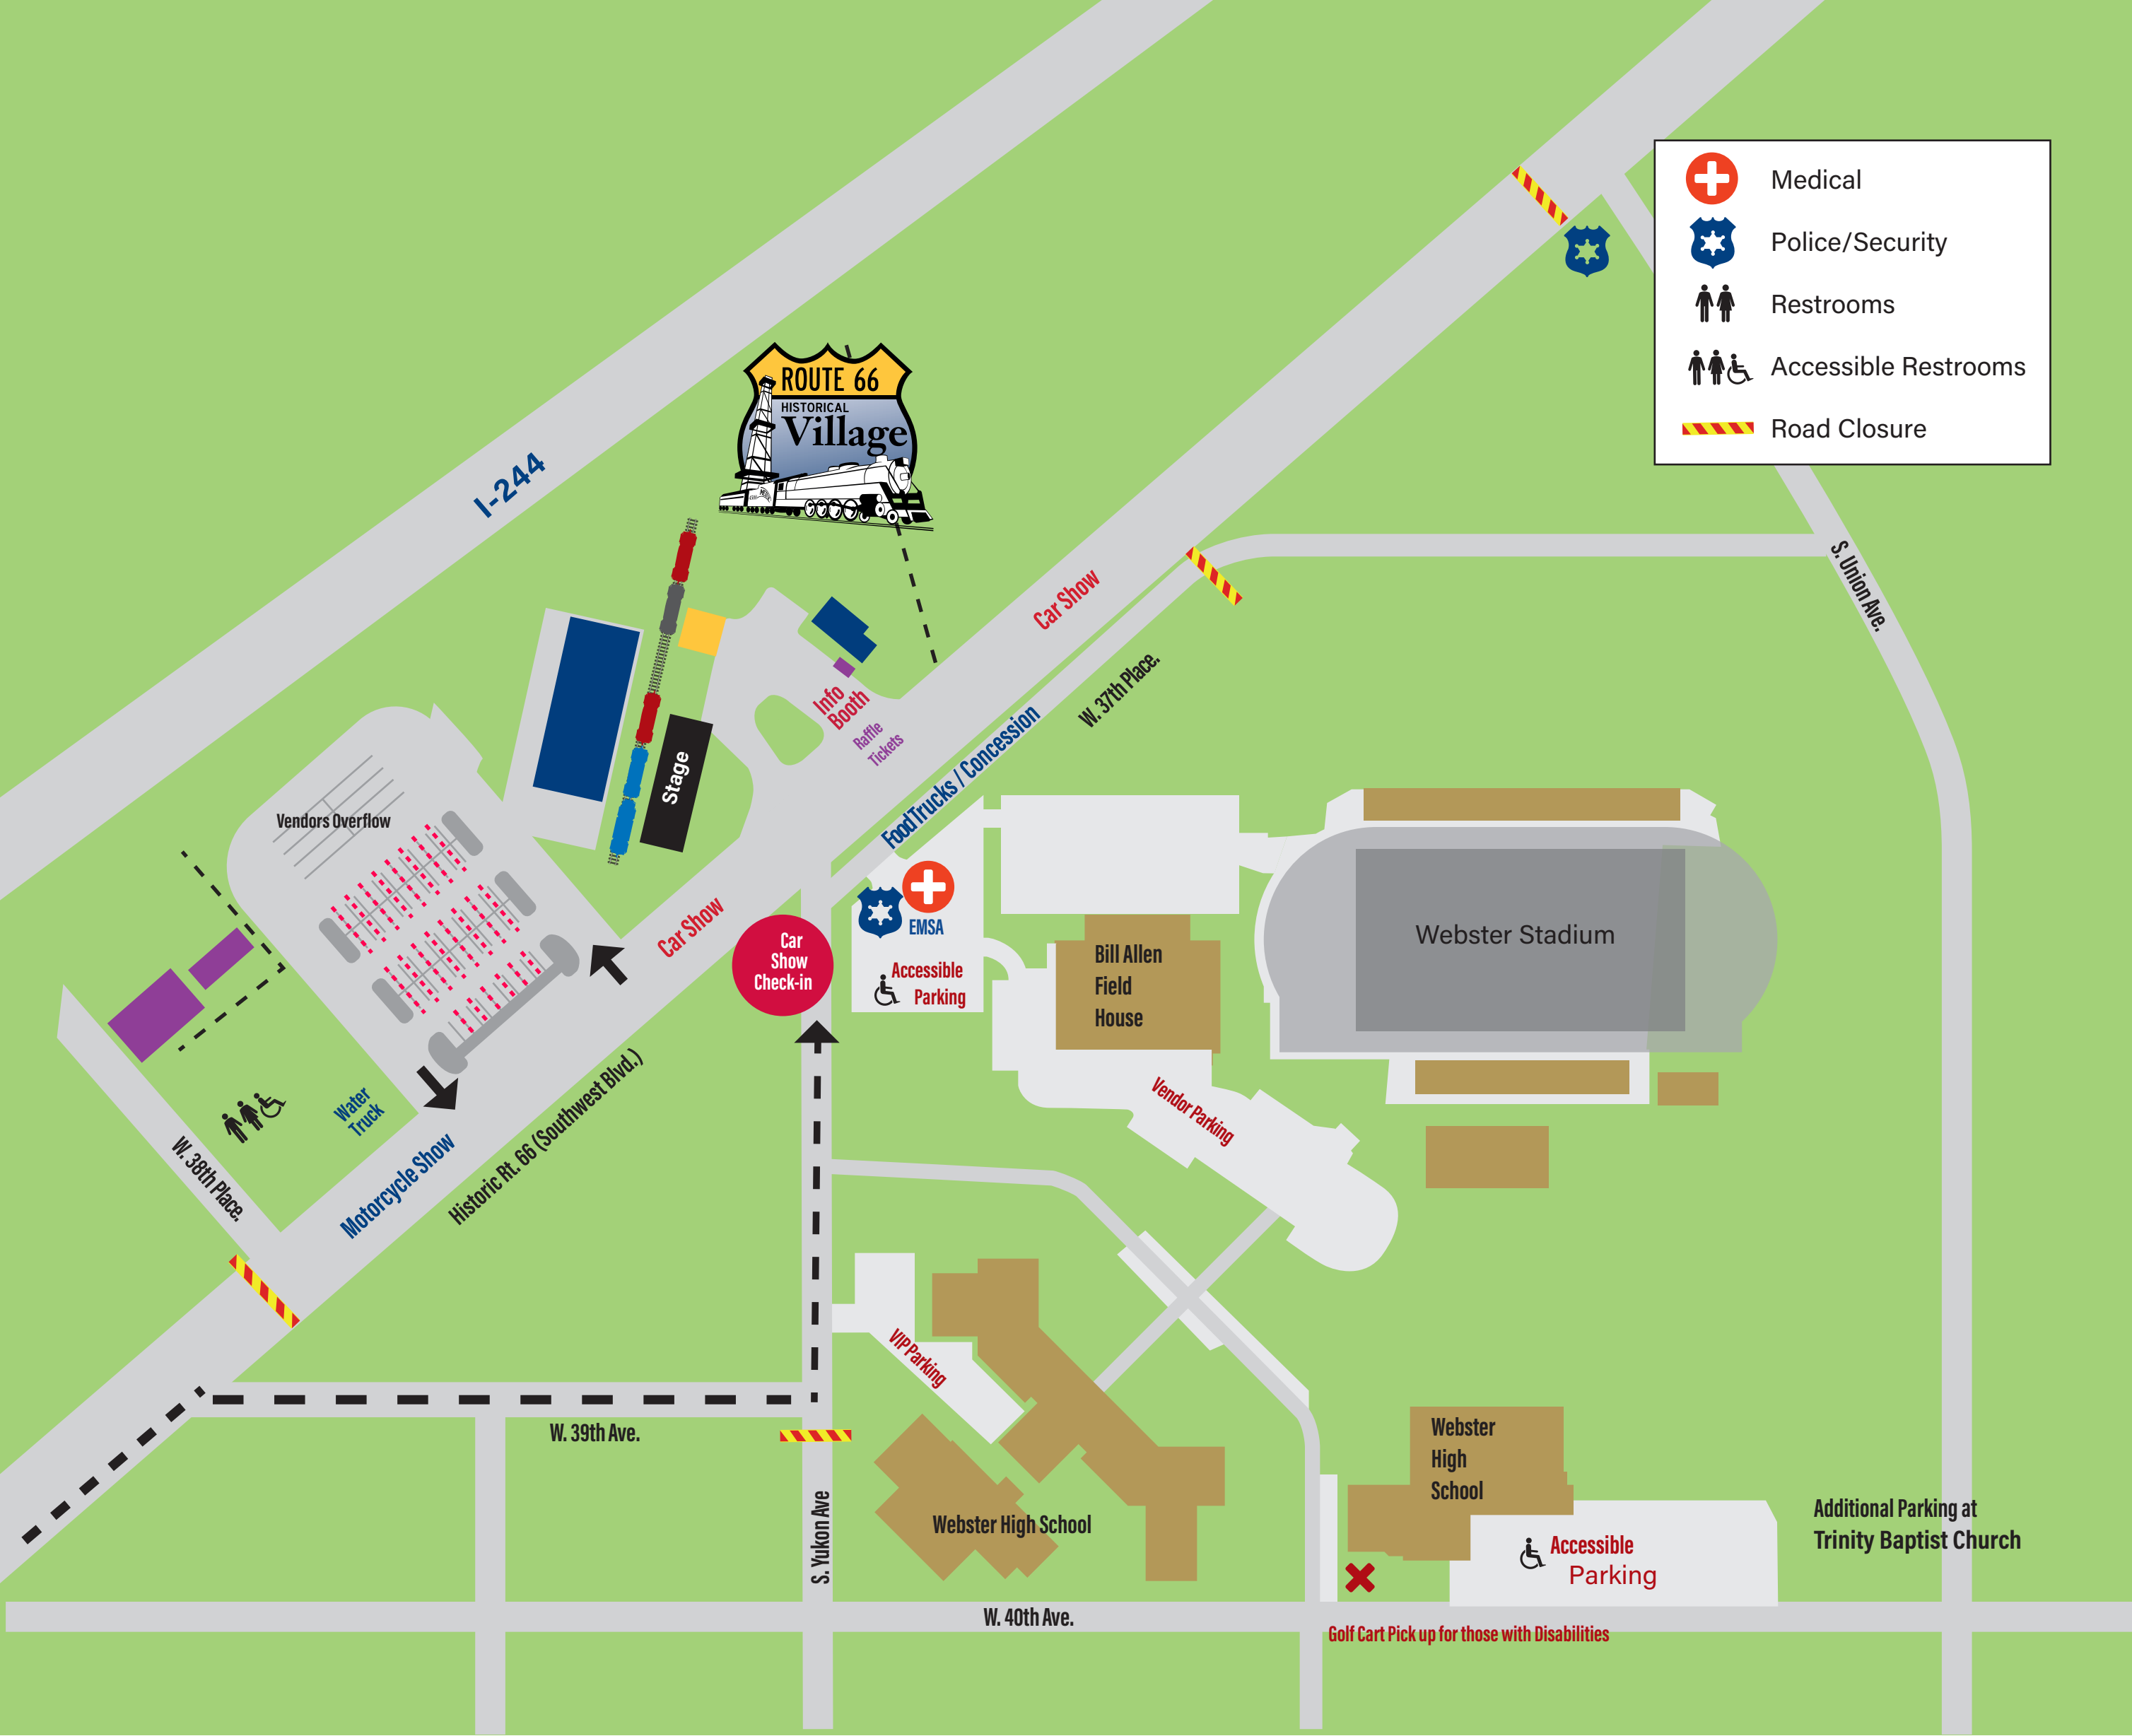 Medical
Police/Security
Restrooms
Accessible Restrooms
Road Closure
ROUTE 66
HISTORICAL
Village
I-244
Car Show
W. 37th Place.
S. Union Ave.
Info
Booth
Raffle
Tickets
Food Trucks / Concession
Stage
Vendors Overflow
Car Show
Car
Show
Check-in
EMSA
Accessible
Parking
Bill Allen
Field
House
Webster Stadium
Vendor Parking
Water
Truck
W. 38th Place.
Motorcycle Show
Historic Rt. 66 (Southwest Blvd.)
VIP Parking
W. 39th Ave.
S. Yukon Ave
Webster High School
Webster
High
School
Accessible
Parking
Additional Parking at
Trinity Baptist Church
W. 40th Ave.
Golf Cart Pick up for those with Disabilities